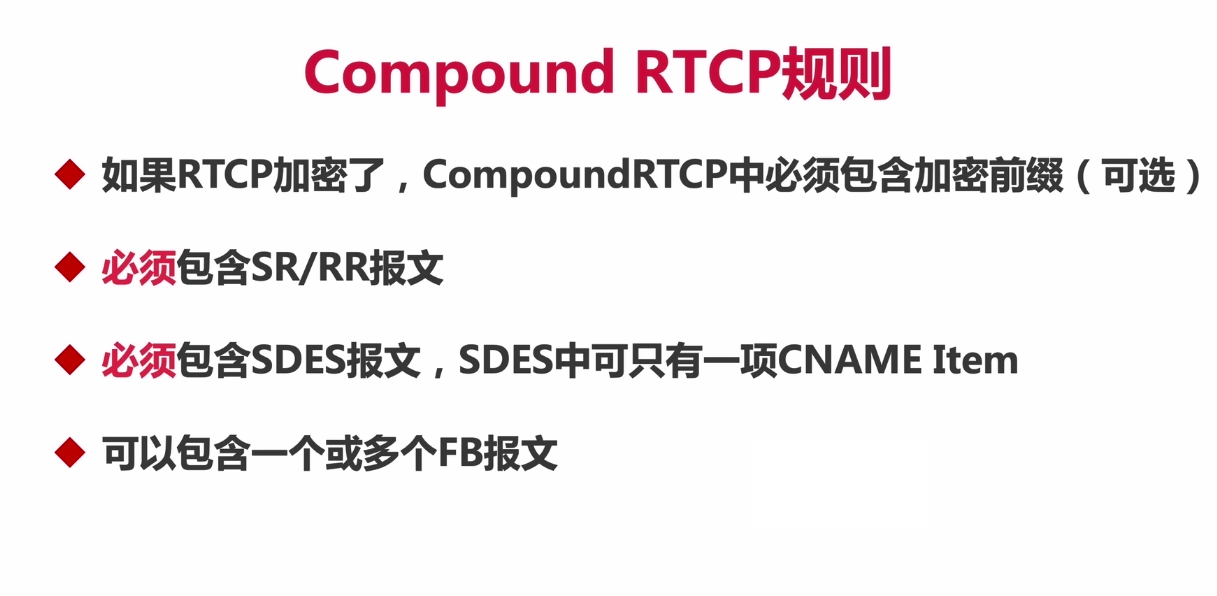 Compound RTCP规则
如果RTCP加密了，CompoundRTCP中必须包含加密前缀（可选）
必须包含SR/RR报文
必须包含SDES报文，SDES中可只有一项CNAME Item
可以包含一个或多个FB报文